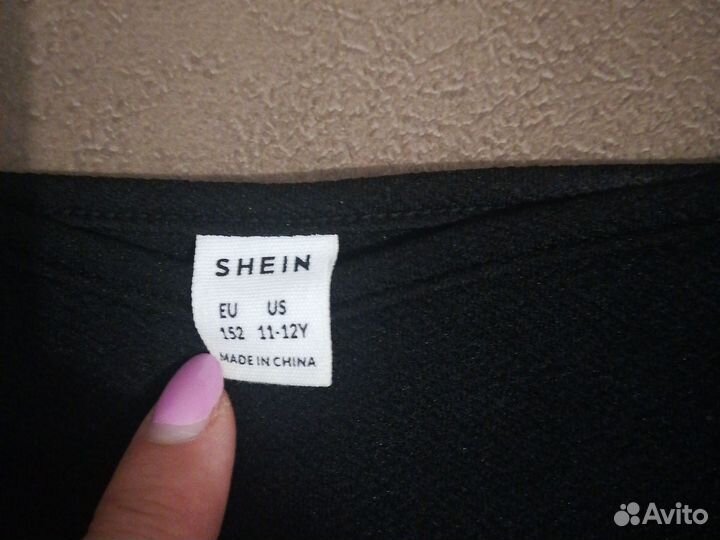 SHEIN
EU US
152 11-12Y
MADE IN CHINA
Avito